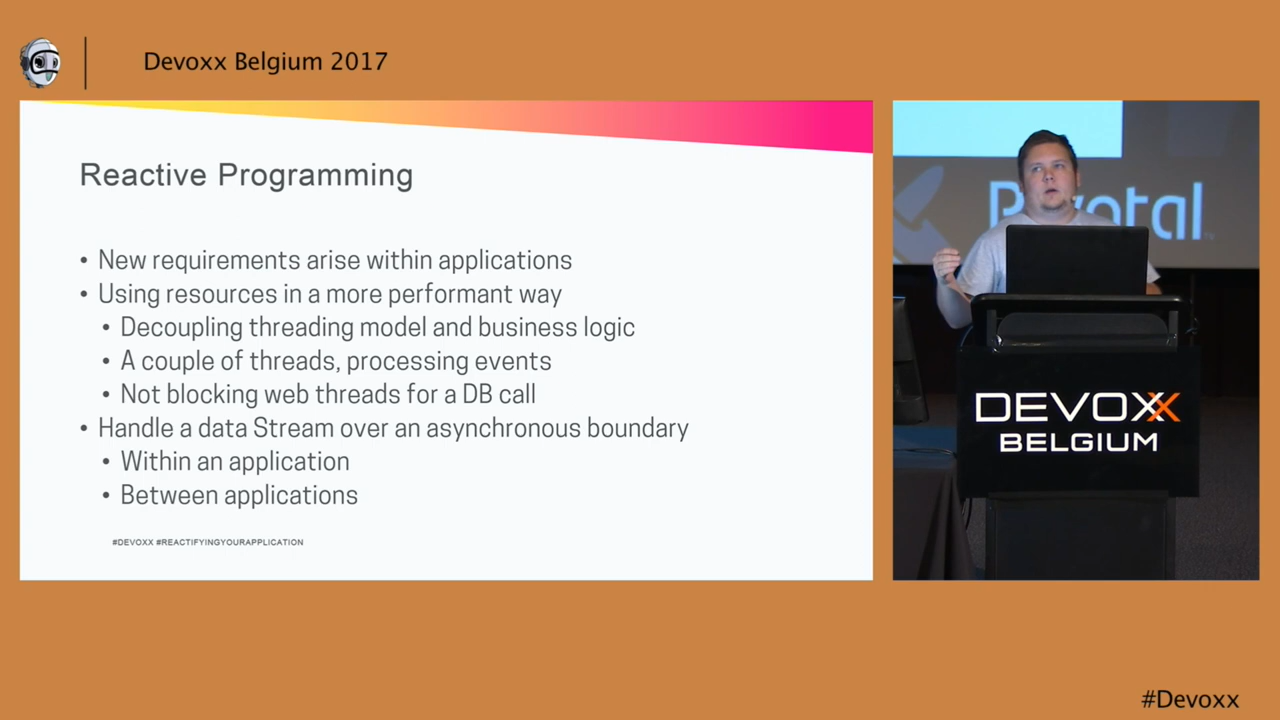 Devoxx Belgium 2017
Reactive Programming
• New requirements arise within applications
• Using resources in a more performant way
• Decoupling threading model and business logic
• A couple of threads, processing events
• Not blocking web threads for a DB call
• Handle a data Stream over an asynchronous boundary
• Within an application
• Between applications
#DEVOXX #REACTIFYINGYOURAPPLICATION
Pivotal
DEVOXX
BELGIUM
#Devoxx